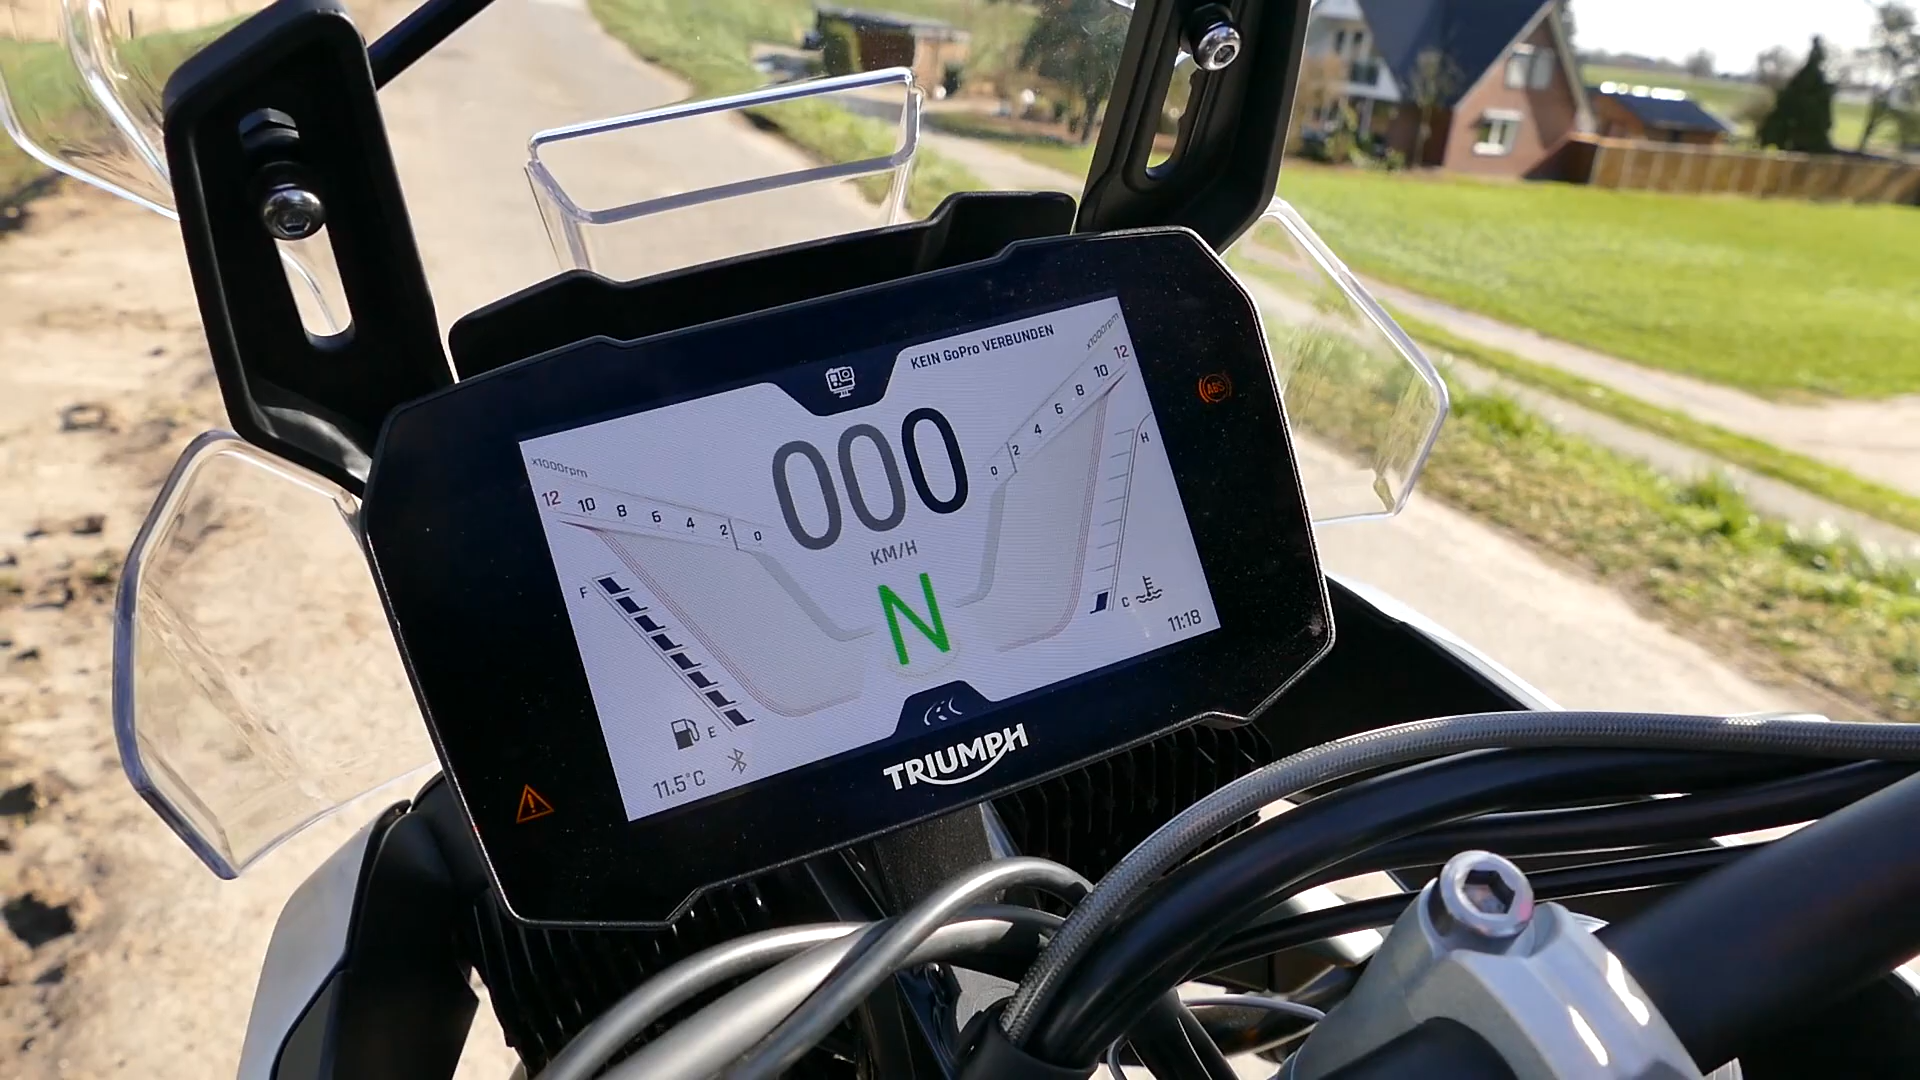 KEIN GoPro VERBUNDEN
x1000rpm
12
10
8
6
4
2
0
000
KM/H
N
x1000rpm
12
10
8
6
4
2
0
ABS
F
E
H
C
11.5°C
11:18
TRIUMPH